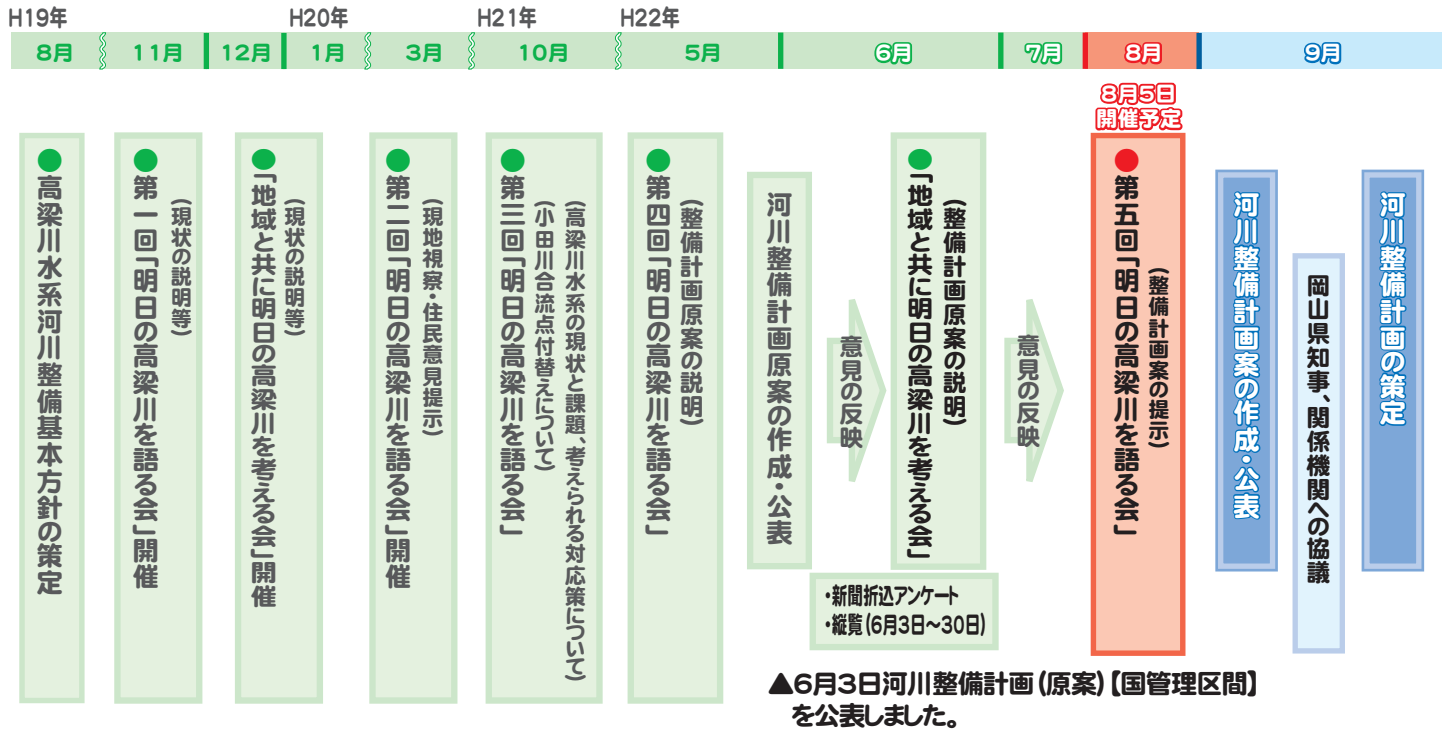 H19年
H20年
H21年
H22年
8月
11月
12月
1月
3月
10月
5月
6月
7月
8月
9月
8月5日
開催予定
●高梁川水系河川整備基本方針の策定
●第一回「明日の高梁川を語る会」開催
(現状の説明等)
●「地域と共に明日の高梁川を考える会」開催
(現状の説明等)
●第二回「明日の高梁川を語る会」開催
(現地視察・住民意見提示)
●第三回「明日の高梁川を語る会」
(小田川合流点付替えについて)
(高梁川水系の現状と課題、考えられる対応策について)
●第四回「明日の高梁川を語る会」
(整備計画原案の説明)
河川整備計画原案の作成・公表
意見の反映
●「地域と共に明日の高梁川を考える会」
(整備計画原案の説明)
・新聞折込アンケート
・縦覧(6月3日〜30日)
意見の反映
●第五回「明日の高梁川を語る会」
(整備計画案の提示)
河川整備計画案の作成・公表
岡山県知事、関係機関への協議
河川整備計画の策定
▲6月3日河川整備計画(原案)【国管理区間】
を公表しました。